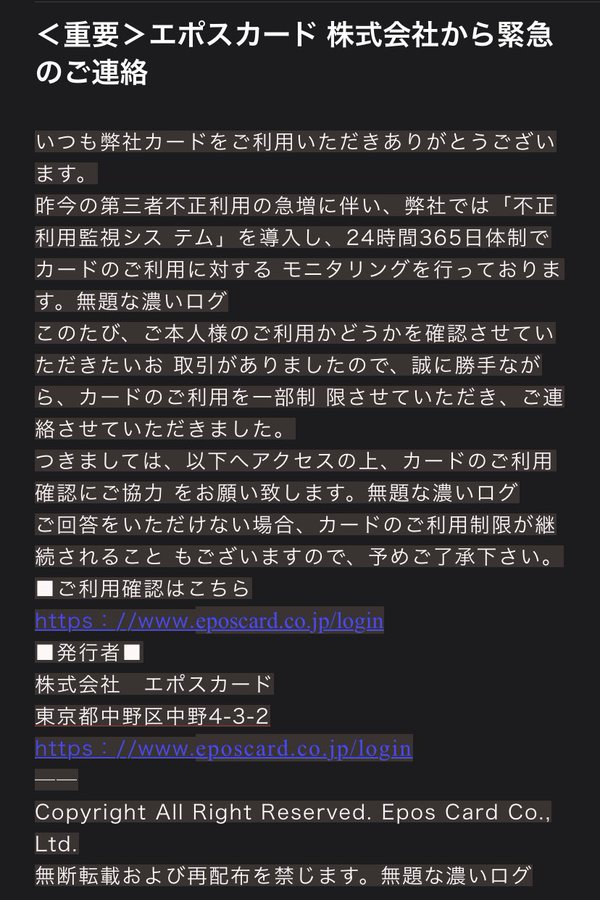 ＜重要＞エポスカード 株式会社から緊急
のご連絡
いつも弊社カードをご利用いただきありがとうござい
ます。
昨今の第三者不正利用の急増に伴い、弊社では「不正
利用監視シス テム」を導入し、24時間365日体制で
カードのご利用に対する モニタリングを行っておりま
す。無題な濃いログ
このたび、ご本人様のご利用かどうかを確認させてい
ただきたいお 取引がありましたので、誠に勝手なが
ら、カードのご利用を一部制 限させていただき、ご連
絡させていただきました。
つきましては、以下へアクセスの上、カードのご利用
確認にご協力 をお願い致します。無題な濃いログ
ご回答をいただけない場合、カードのご利用制限が継
続されること もございますので、予めご了承下さい。
■ご利用確認はこちら
https：//www.eposcard.co.jp/login
■発行者■
株式会社　エポスカード
東京都中野区中野4-3-2
https：//www.eposcard.co.jp/login
──
Copyright All Right Reserved. Epos Card Co.,
Ltd.
無断転載および再配布を禁じます。無題な濃いログ